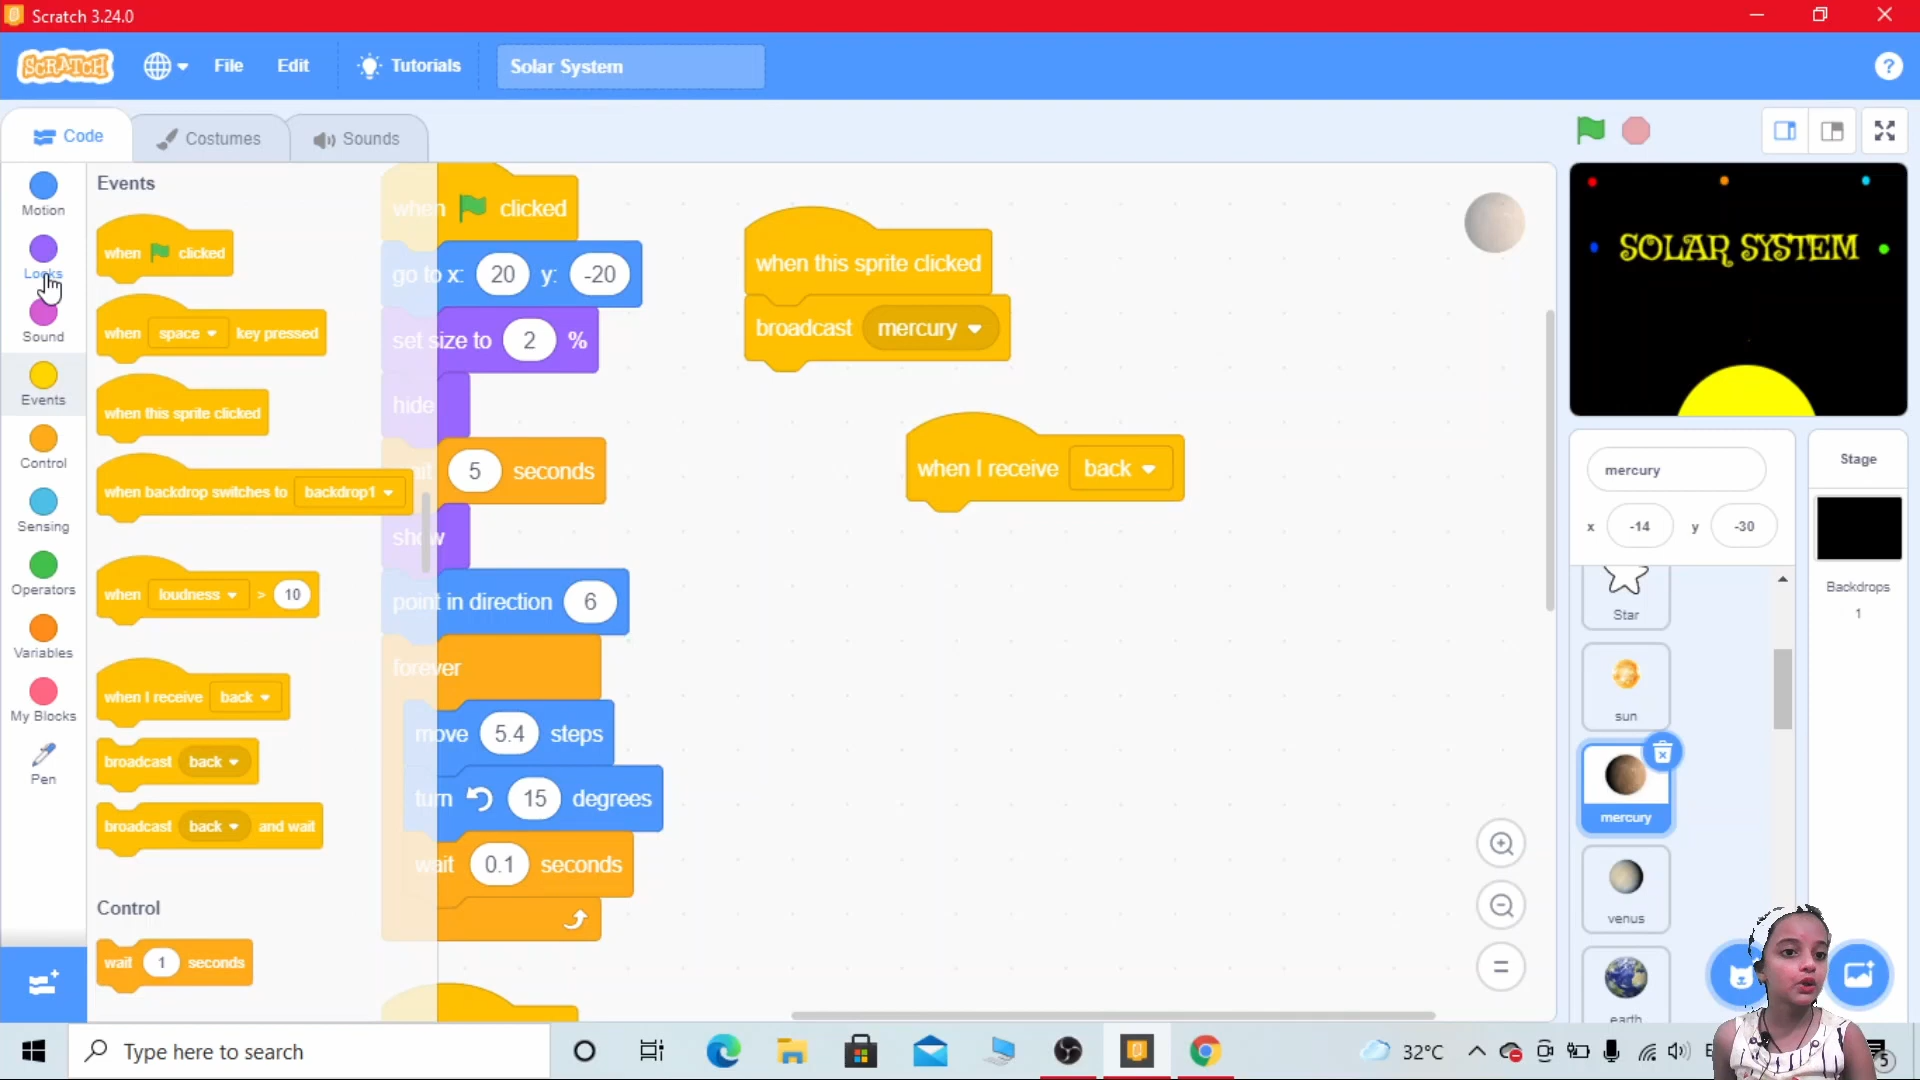 Scratch 3.24.0
SCRATCH
File
Edit
Tutorials
Solar System
?
Code
Costumes
Sounds
Motion
Looks
Sound
Events
Control
Sensing
Operators
Variables
My Blocks
Pen
Events
when clicked
when space key pressed
when this sprite clicked
when backdrop switches to backdrop1
when loudness > 10
when I receive back
broadcast back
broadcast back and wait
Control
wait 1 seconds
when clicked
go to x: 20 y: -20
set size to 2 %
hide
wait 5 seconds
show
point in direction 6
forever
move 5.4 steps
turn 15 degrees
wait 0.1 seconds
when this sprite clicked
broadcast mercury
when I receive back
SOLAR SYSTEM
mercury
x -14 y -30
Star
sun
mercury
venus
earth
Stage
Backdrops
1
Type here to search
32°C
5